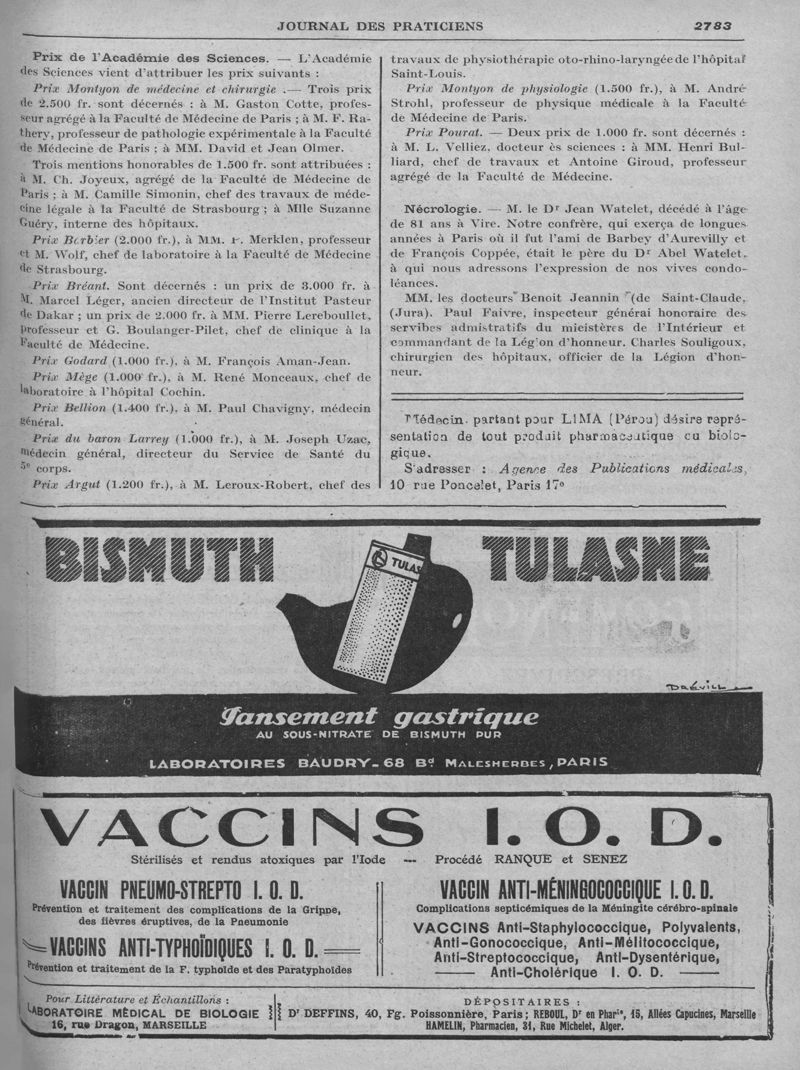 JOURNAL DES PRATICIENS 2783
Prix de l'Académie des Sciences. — L'Académie
des Sciences vient d'attribuer les prix suivants :
Prix Montyon de médecine et chirurgie .— Trois prix
de 2.500 fr. sont décernés : à M. Gaston Cotte, profes-
seur agrégé à la Faculté de Médecine de Paris ; à M. F. Ra-
thery, professeur de pathologie expérimentale à la Faculté
de Médecine de Paris ; à MM. David et Jean Olmer.
Trois mentions honorables de 1.500 fr. sont attribuées :
à M. Ch. Joyeux, agrégé de la Faculté de Médecine de
Paris ; à M. Camille Simonin, chef des travaux de méde-
cine légale à la Faculté de Strasbourg ; à Mlle Suzanne
Guéry, interne des hôpitaux.
Prix Barbier (2.000 fr.), à MM. F. Merklen, professeur
et M. Wolf, chef de laboratoire à la Faculté de Médecine
de Strasbourg.
Prix Bréant. Sont décernés : un prix de 3.000 fr. à
M. Marcel Léger, ancien directeur de l'Institut Pasteur
de Dakar ; un prix de 2.000 fr. à MM. Pierre Lereboullet,
professeur et G. Boulanger-Pilet, chef de clinique à la
Faculté de Médecine.
Prix Godard (1.000 fr.), à M. François Aman-Jean.
Prix Mège (1.000 fr.), à M. René Monceaux, chef de
laboratoire à l'hôpital Cochin.
Prix Bellion (1.400 fr.), à M. Paul Chavigny, médecin
général.
Prix du baron Larrey (1.000 fr.), à M. Joseph Uzac,
médecin général, directeur du Service de Santé du
5e corps.
Prix Argut (1.200 fr.), à M. Leroux-Robert, chef des
travaux de physiothérapie oto-rhino-laryngée de l'hôpital
Saint-Louis.
Prix Montyon de physiologie (1.500 fr.), à M. André
Strohl, professeur de physique médicale à la Faculté
de Médecine de Paris.
Prix Pourat. — Deux prix de 1.000 fr. sont décernés :
à M. L. Velliez, docteur ès sciences : à MM. Henri Bul-
liard, chef de travaux et Antoine Giroud, professeur
agrégé de la Faculté de Médecine.
Nécrologie. — M. le Dr Jean Watelet, décédé à l'âge
de 81 ans à Vire. Notre confrère, qui exerça de longues
années à Paris où il fut l'ami de Barbey d'Aurevilly et
de François Coppée, était le père du Dr Abel Watelet,
à qui nous adressons l'expression de nos vives condo-
léances.
MM. les docteurs Benoit Jeannin (de Saint-Claude,
(Jura). Paul Faivre, inspecteur générai honoraire des
servibes admistratifs du micistères de l'Intérieur et
commandant de la Légion d'honneur. Charles Souligoux,
chirurgien des hôpitaux, officier de la Légion d'hon-
neur.
Médecin, partant pour LIMA (Pérou) désire repré-
sentation de tout produit pharmaceutique ou biolo-
gique.
S'adresser : Agence des Publications médicales,
10 rue Poncelet, Paris 17e
BISMUTH TULASNE
TULAS
DRÉVILL
Pansement gastrique
AU SOUS-NITRATE DE BISMUTH PUR
LABORATOIRES BAUDRY - 68 Bd MALESHERBES, PARIS
VACCINS I. O. D.
Stérilisés et rendus atoxiques par l'Iode — Procédé RANQUE et SENEZ
VACCIN PNEUMO-STREPTO I. O. D.
Prévention et traitement des complications de la Grippe,
des fièvres éruptives, de la Pneumonie
VACCINS ANTI-TYPHOÏDIQUES I. O. D.
Prévention et traitement de la F. typhoïde et des Paratyphoïdes
VACCIN ANTI-MÉNINGOCOCCIQUE I. O. D.
Complications septicémiques de la Méningite cérébro-spinale
VACCINS Anti-Staphylococcique, Polyvalents,
Anti-Gonococcique, Anti-Mélitococcique,
Anti-Streptococcique, Anti-Dysentérique,
Anti-Cholérique I. O. D.
Pour Littérature et Échantillons :
LABORATOIRE MÉDICAL DE BIOLOGIE
16, rue Dragon, MARSEILLE
DÉPOSITAIRES :
Dr DEFFINS, 40, Fg. Poissonnière, Paris ; REBOUL, Dr en Phar1e, 15, Allées Capucines, Marseille
HAMELIN, Pharmacien, 31, Rue Michelet, Alger.